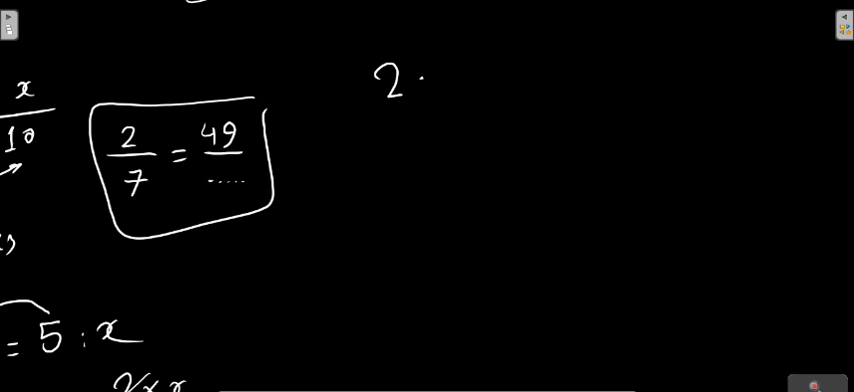 x
10
2/7 = 49/.....
2.
= 5 : x